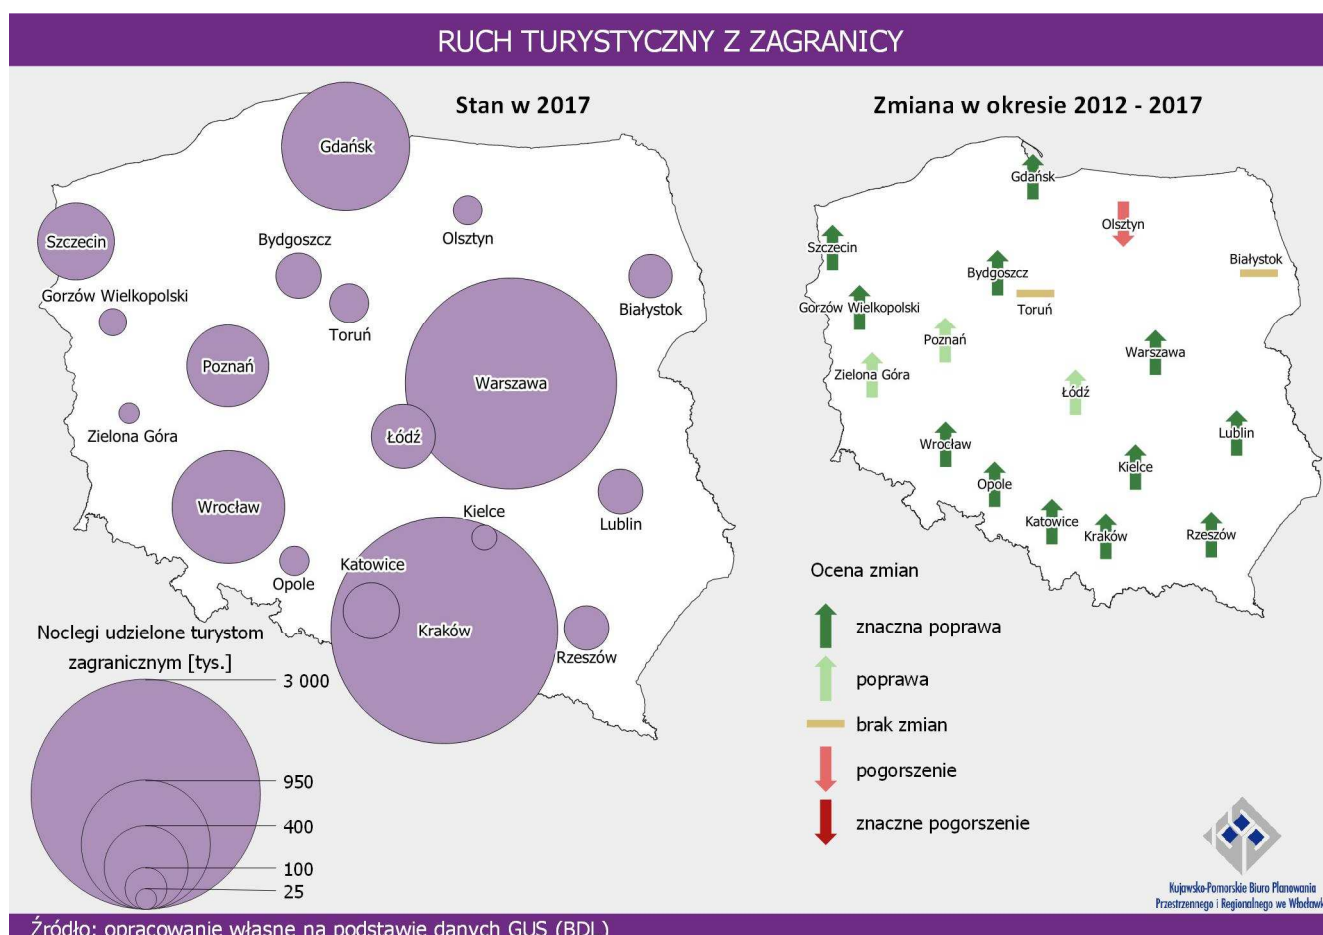 RUCH TURYSTYCZNY Z ZAGRANICY
Stan w 2017
Gdańsk
Szczecin
Olsztyn
Bydgoszcz
Białystok
Gorzów Wielkopolski
Toruń
Poznań
Warszawa
Zielona Góra
Łódź
Wrocław
Lublin
Kielce
Opole
Katowice
Kraków
Rzeszów
Noclegi udzielone turystom
zagranicznym [tys.]
3 000
950
400
100
25
Zmiana w okresie 2012 - 2017
Gdańsk
Olsztyn
Szczecin
Białystok
Bydgoszcz
Gorzów Wielkopolski
Toruń
Poznań
Warszawa
Zielona Góra
Łódź
Lublin
Wrocław
Kielce
Opole
Katowice
Kraków
Rzeszów
Ocena zmian
znaczna poprawa
poprawa
brak zmian
pogorszenie
znaczne pogorszenie
Kujawsko-Pomorskie Biuro Planowania
Przestrzennego i Regionalnego we Włocławk
Źródło: opracowanie własne na podstawie danych GUS (BDL)